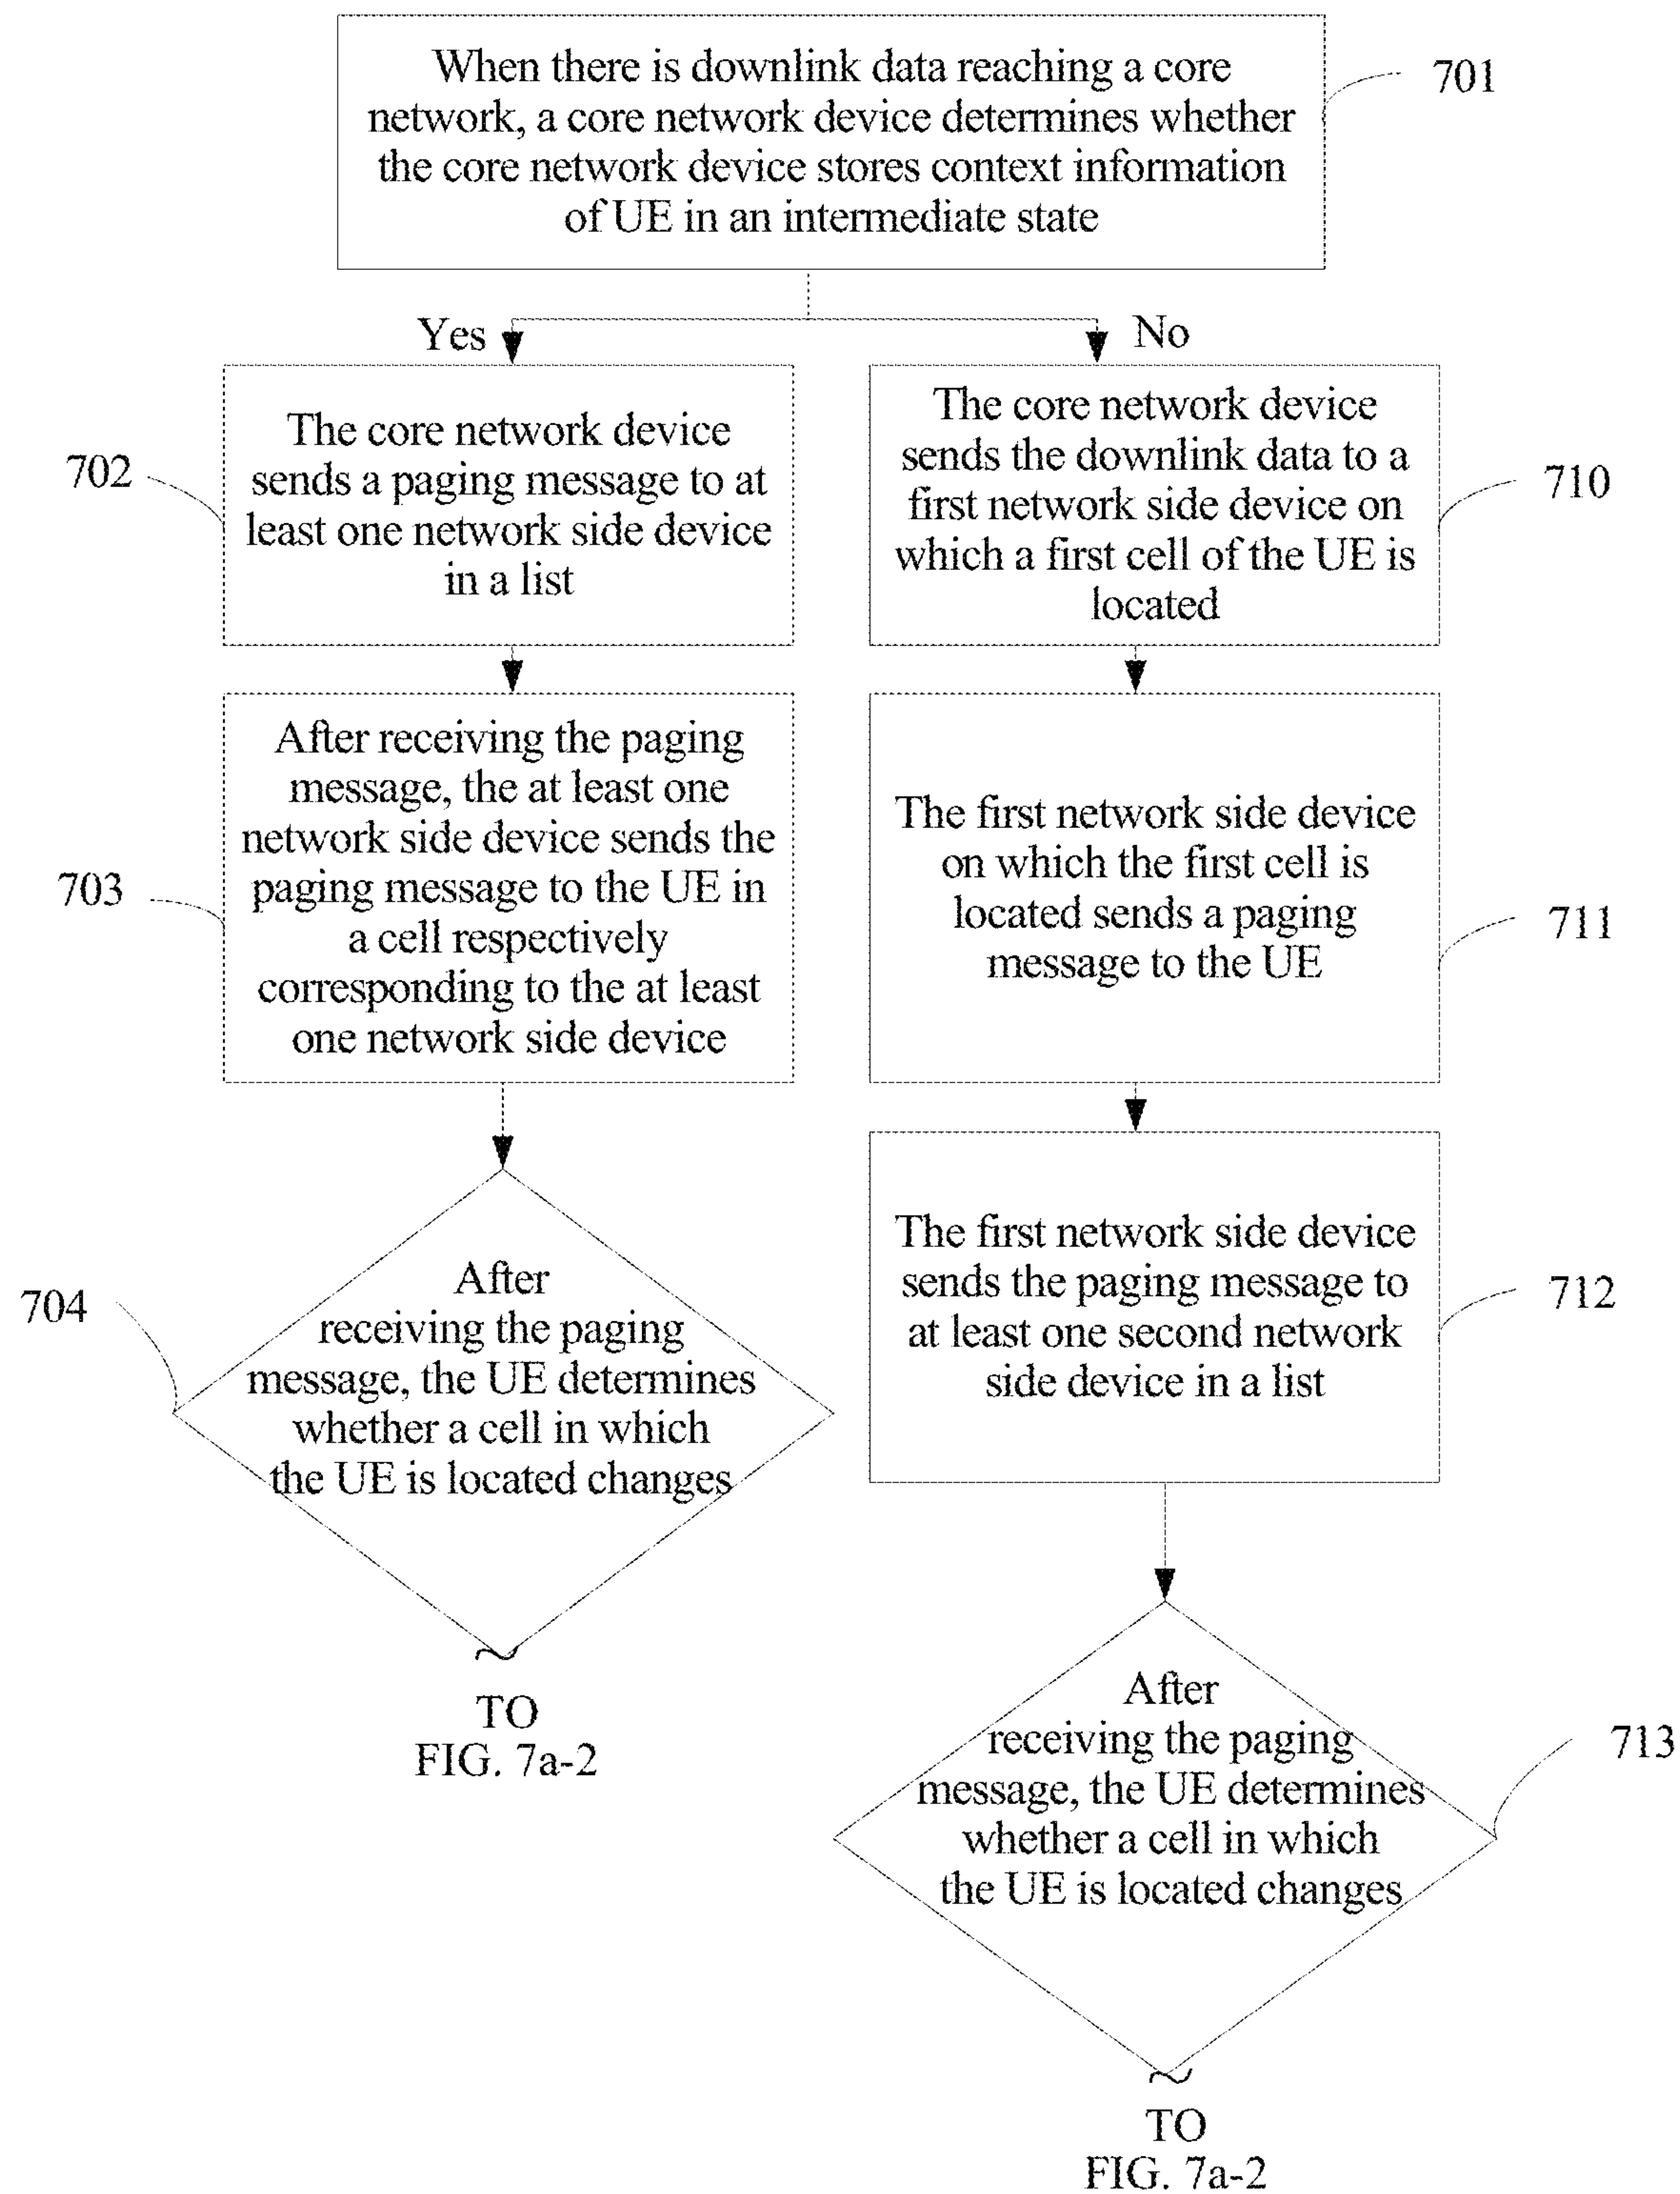 When there is downlink data reaching a core
network, a core network device determines whether
the core network device stores context information
of UE in an intermediate state
701
Yes
No
The core network device
sends a paging message to at
least one network side device
in a list
702
The core network device
sends the downlink data to a
first network side device on
which a first cell of the UE is
located
710
After receiving the paging
message, the at least one
network side device sends the
paging message to the UE in
a cell respectively
corresponding to the at least
one network side device
703
The first network side device
on which the first cell is
located sends a paging
message to the UE
711
After
receiving the paging
message, the UE determines
whether a cell in which
the UE is located changes
704
The first network side device
sends the paging message to
at least one second network
side device in a list
712
TO
FIG. 7a-2
After
receiving the paging
message, the UE determines
whether a cell in which
the UE is located changes
713
TO
FIG. 7a-2